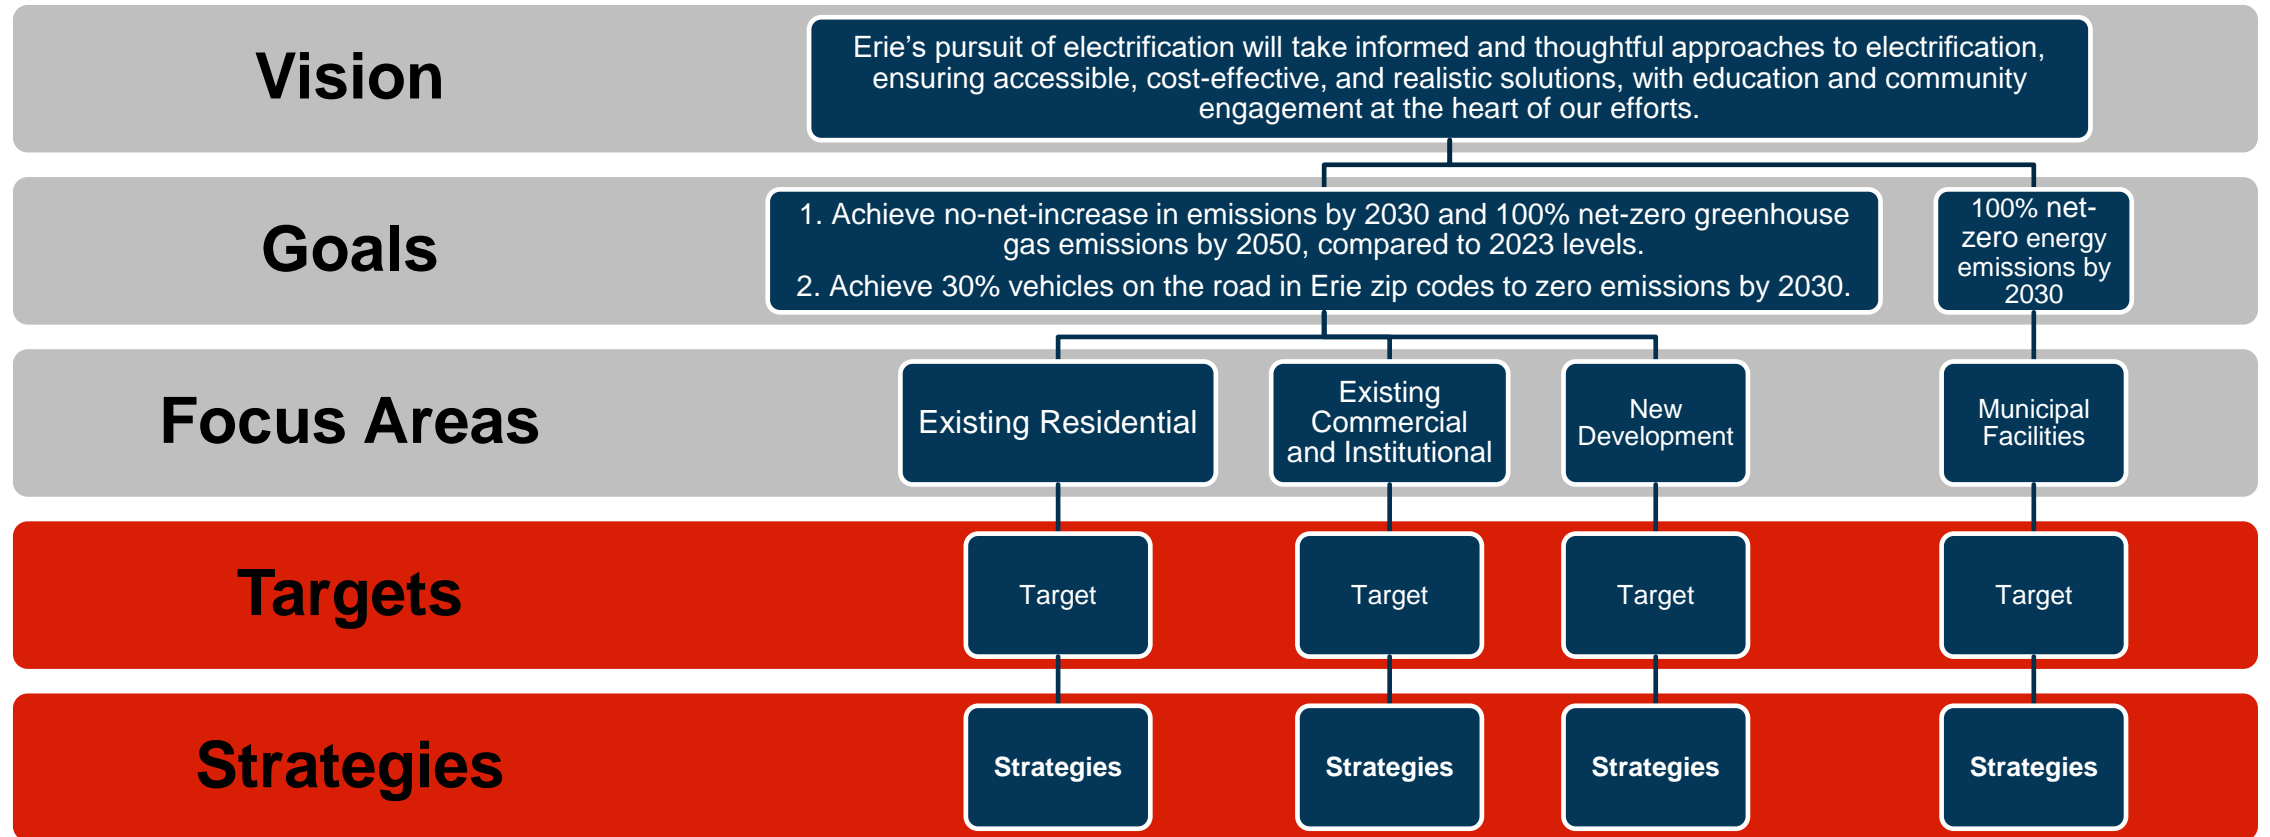 Vision
Erie’s pursuit of electrification will take informed and thoughtful approaches to electrification,
ensuring accessible, cost-effective, and realistic solutions, with education and community
engagement at the heart of our efforts.
Goals
1. Achieve no-net-increase in emissions by 2030 and 100% net-zero greenhouse
gas emissions by 2050, compared to 2023 levels.
2. Achieve 30% vehicles on the road in Erie zip codes to zero emissions by 2030.
100% net-
zero energy
emissions by
2030
Focus Areas
Existing Residential
Existing
Commercial
and Institutional
New
Development
Municipal
Facilities
Targets
Target
Target
Target
Target
Strategies
Strategies
Strategies
Strategies
Strategies